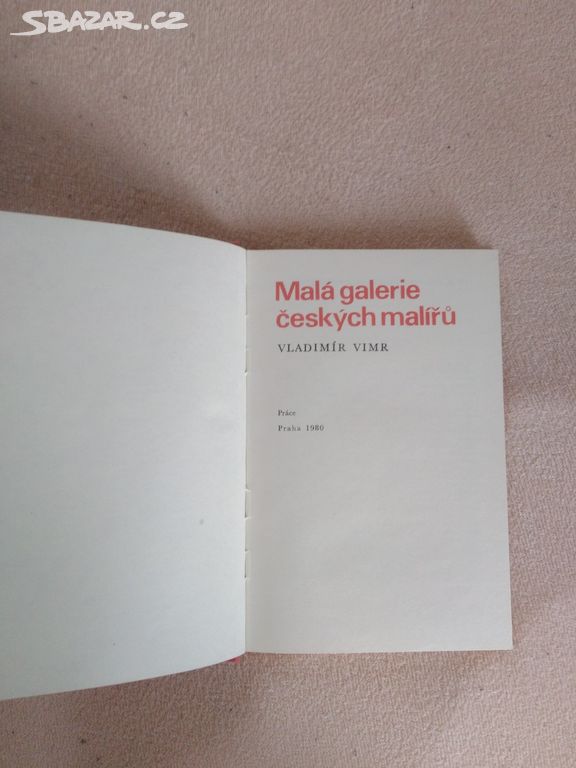 SBAZAR.CZ
Malá galerie
českých malířů
VLADIMÍR VIMR
Práce
Praha 1980